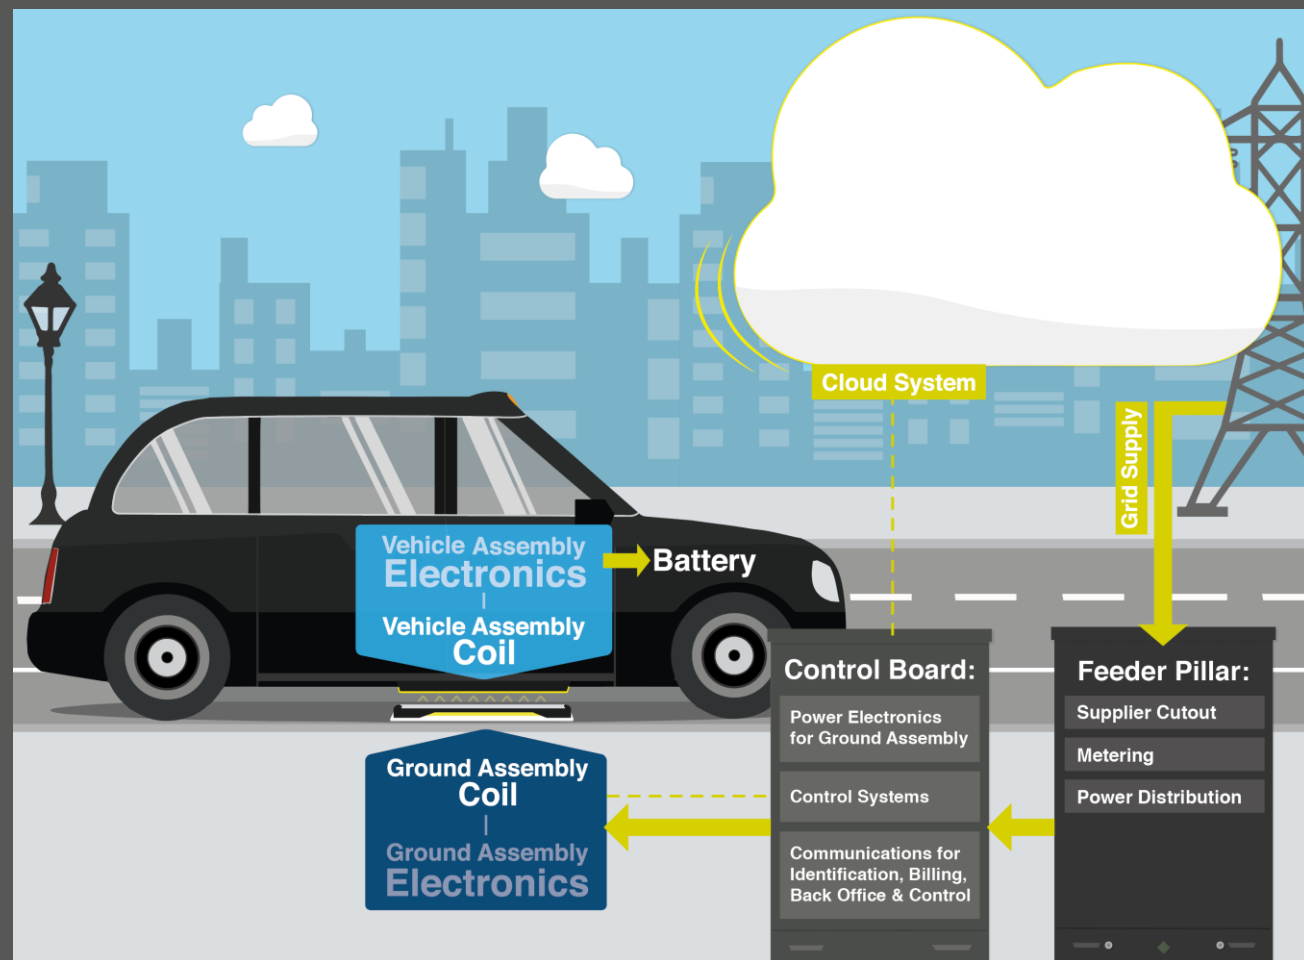 Cloud System
Grid Supply
Vehicle Assembly
Electronics
Vehicle Assembly
Coil
Battery
Ground Assembly
Coil
Ground Assembly
Electronics
Control Board:
Power Electronics
for Ground Assembly
Control Systems
Communications for
Identification, Billing,
Back Office & Control
Feeder Pillar:
Supplier Cutout
Metering
Power Distribution